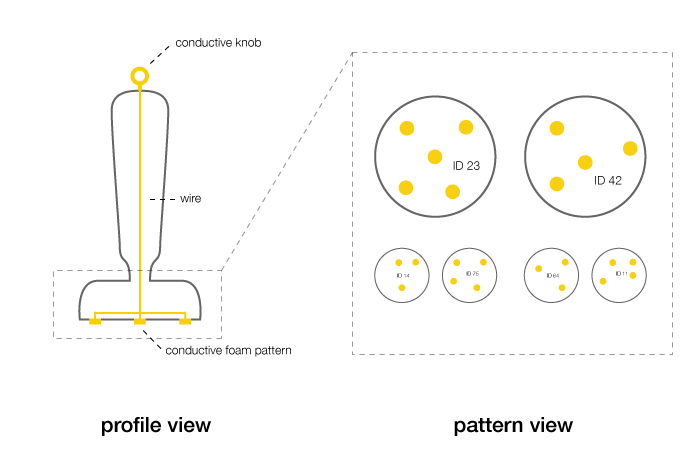 conductive knob
wire
conductive foam pattern
profile view
ID 23
ID 42
ID 14
ID 75
ID 64
ID 11
pattern view